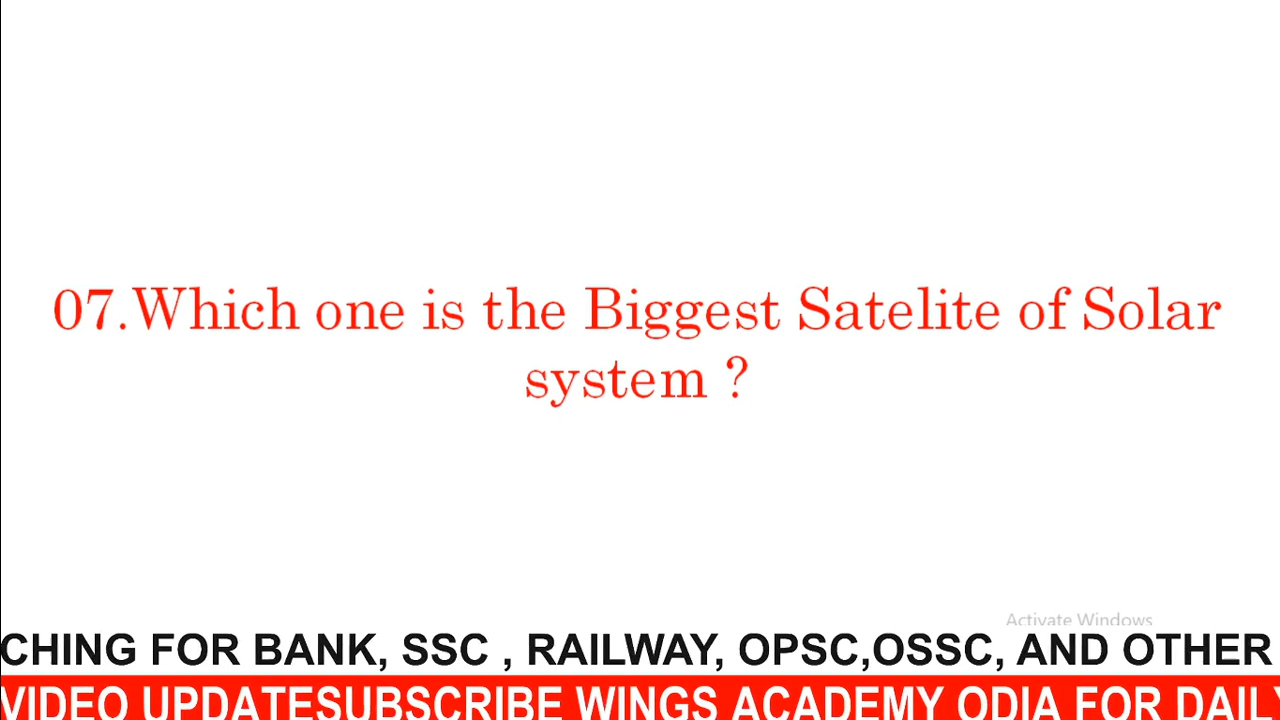 07.Which one is the Biggest Satelite of Solar
system ?
Activate Windows
CHING FOR BANK, SSC , RAILWAY, OPSC,OSSC, AND OTHER
VIDEO UPDATESUBSCRIBE WINGS ACADEMY ODIA FOR DAILY